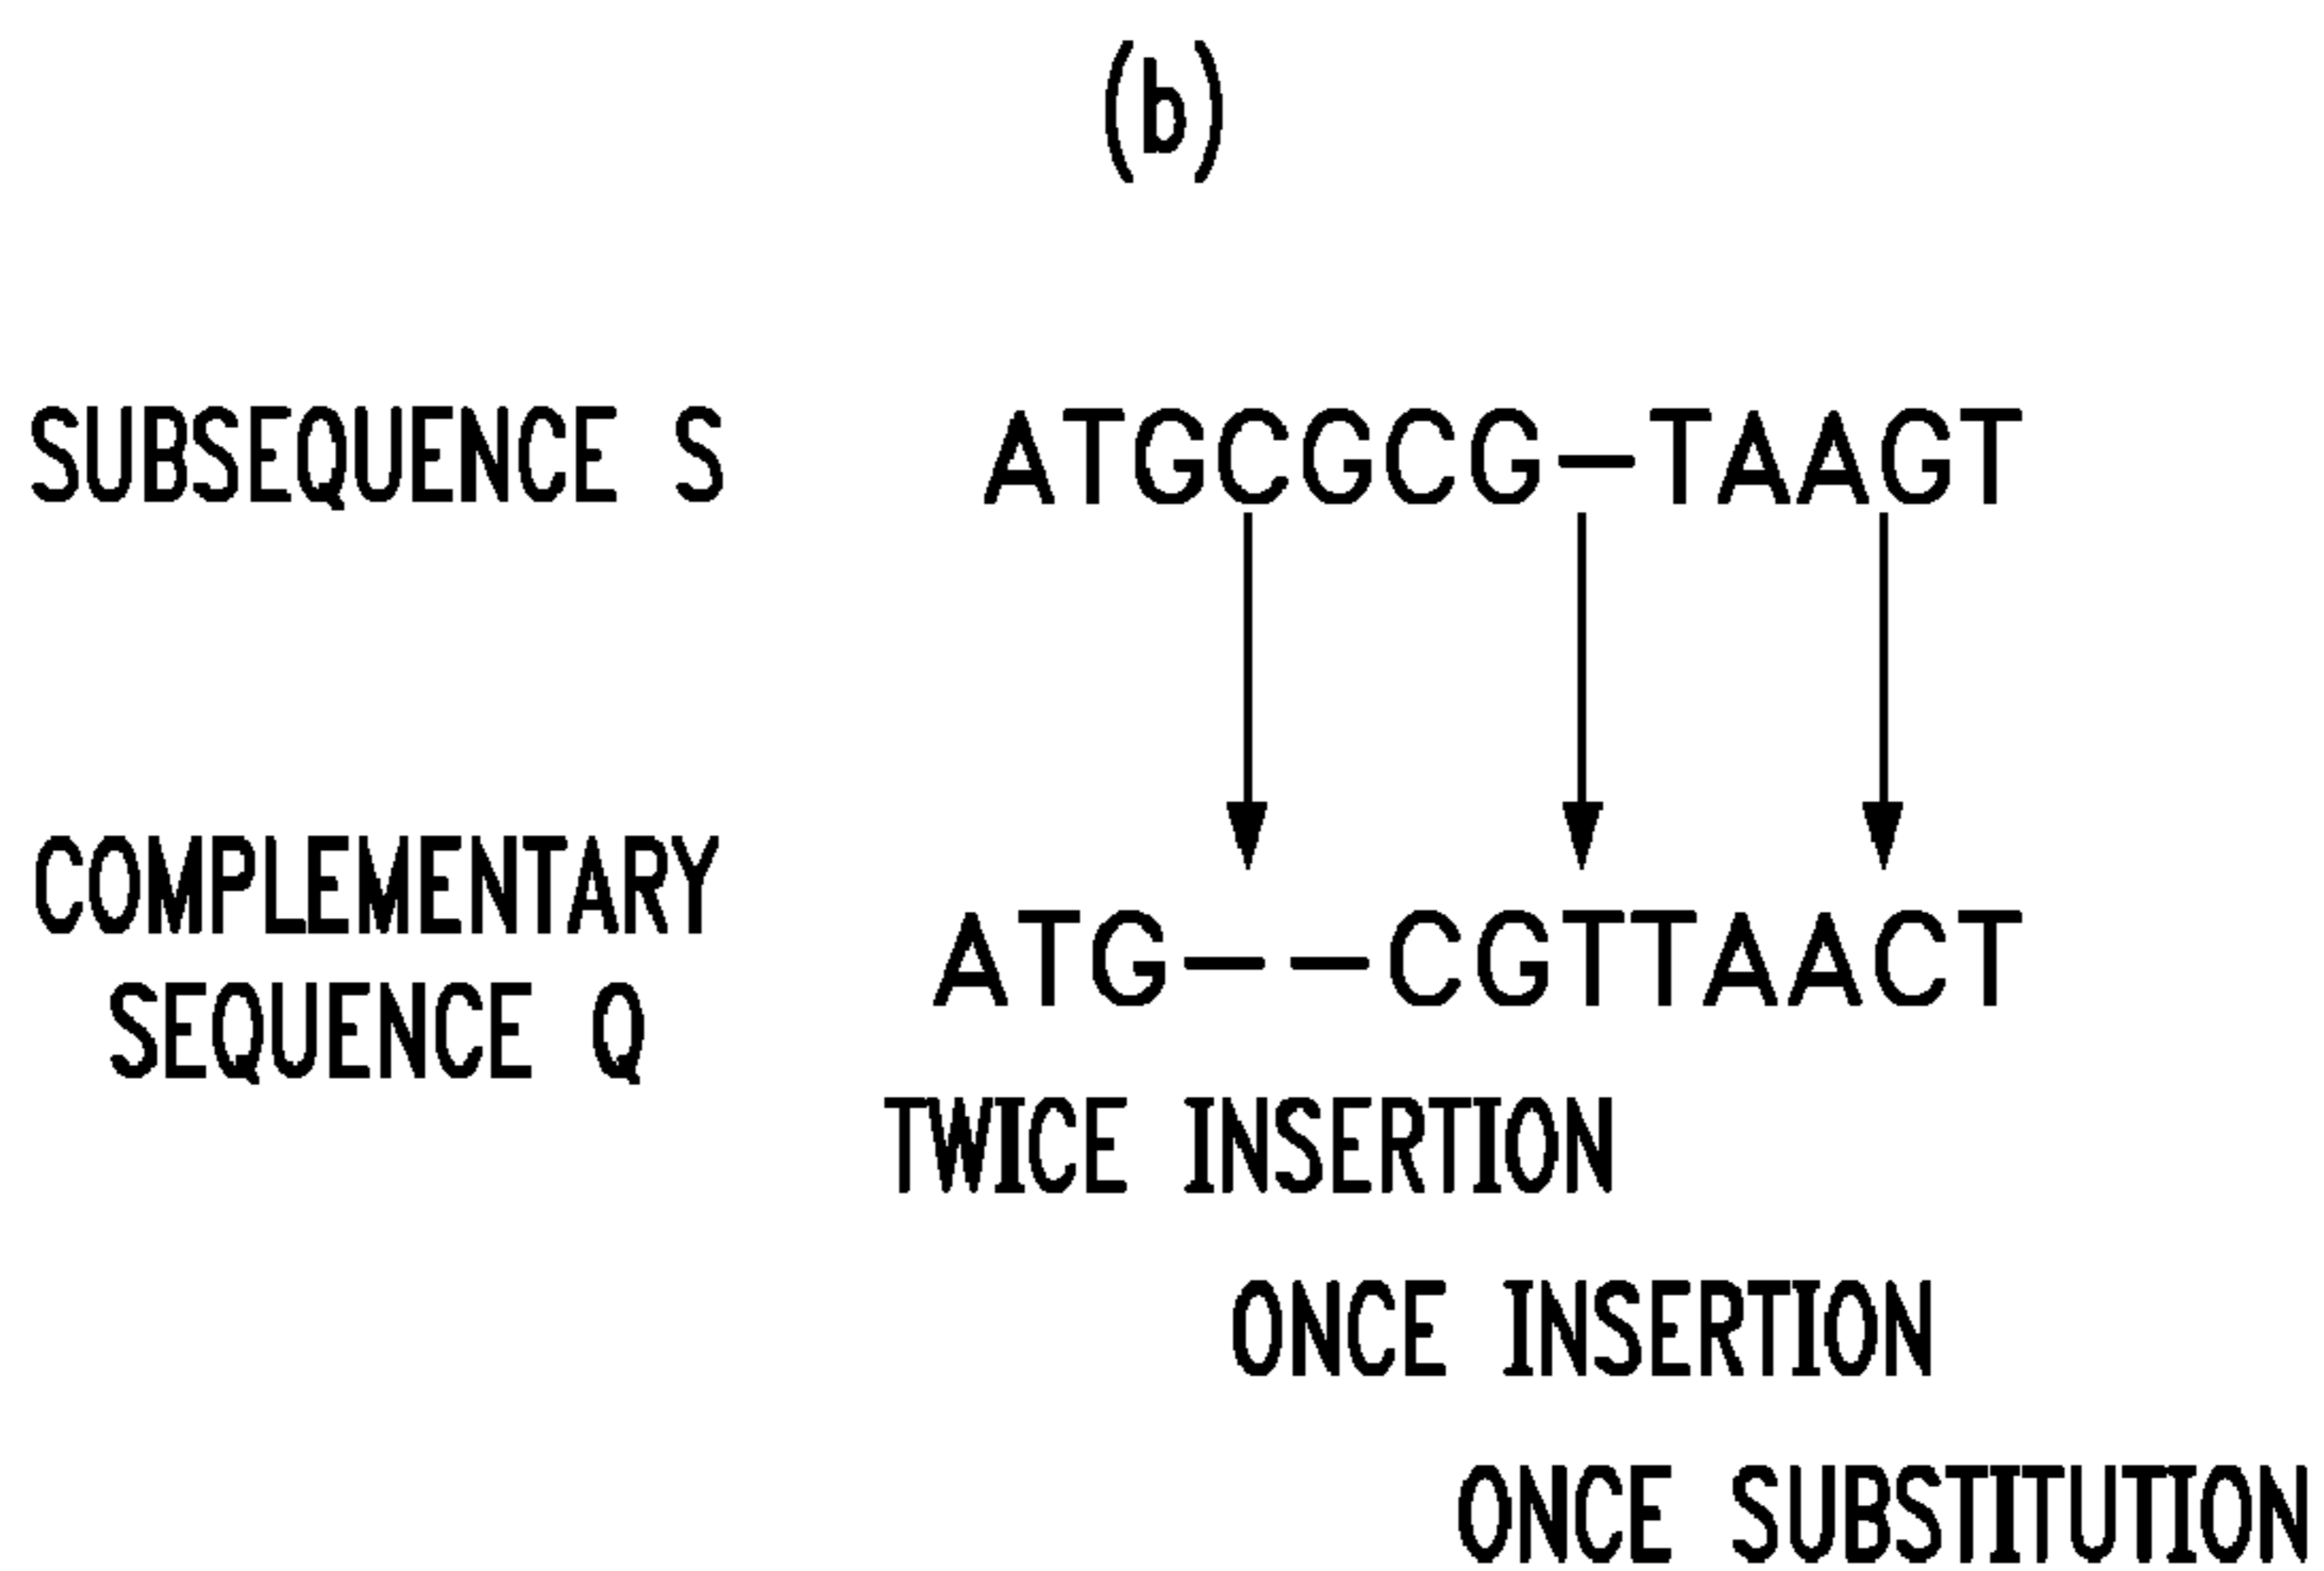 (b)
SUBSEQUENCE S ATGCGCG-TAAGT
COMPLEMENTARY
SEQUENCE Q
ATG--CGTTAACT
TWICE INSERTION
ONCE INSERTION
ONCE SUBSTITUTION